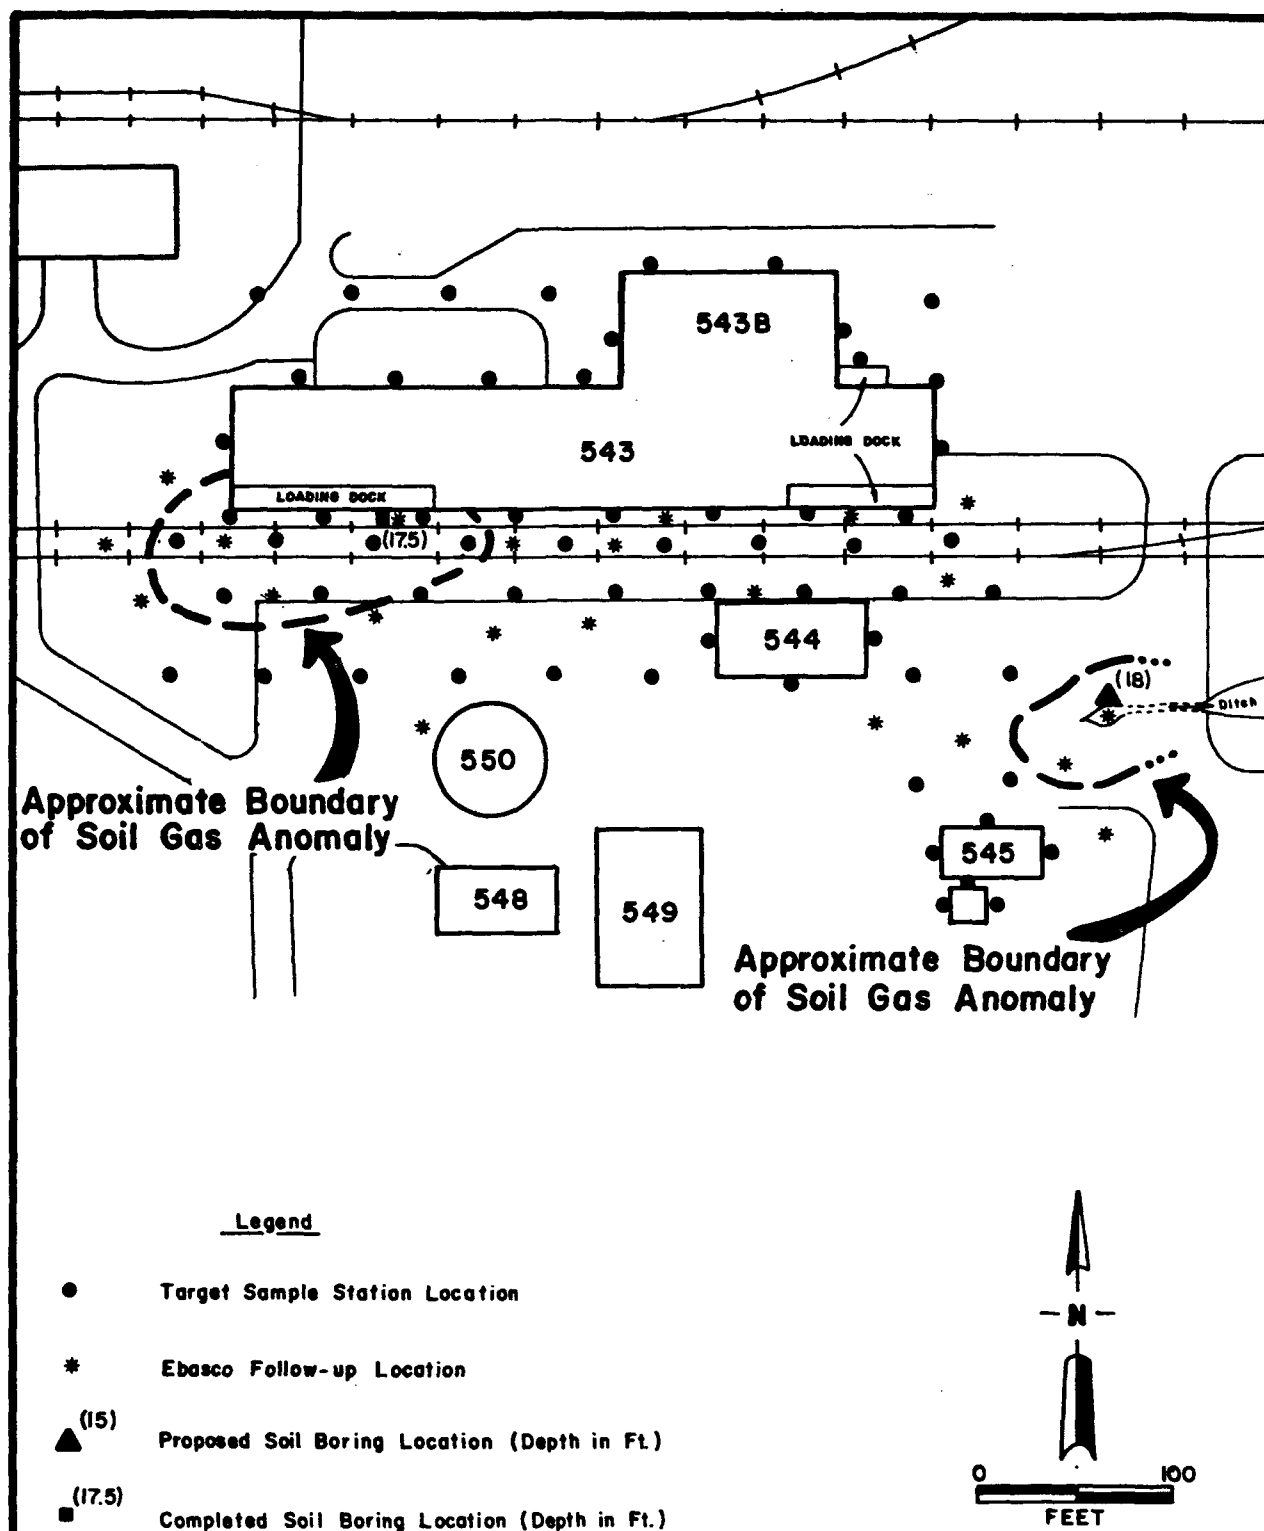 543B
543
LOADING DOCK
LOADING DOCK
(17.5)
544
(18)
Ditch
550
Approximate Boundary
of Soil Gas Anomaly
545
548
549
Approximate Boundary
of Soil Gas Anomaly
Legend
Target Sample Station Location
Ebasco Follow-up Location
(15)
Proposed Soil Boring Location (Depth in Ft.)
(17.5)
Completed Soil Boring Location (Depth in Ft.)
N
0 100
FEET